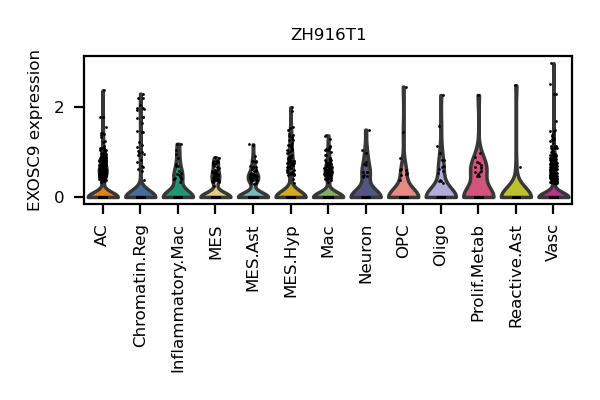 ZH916T1
EXOSC9 expression
2
0
AC
Chromatin.Reg
Inflammatory.Mac
MES
MES.Ast
MES.Hyp
Mac
Neuron
OPC
Oligo
Prolif.Metab
Reactive.Ast
Vasc